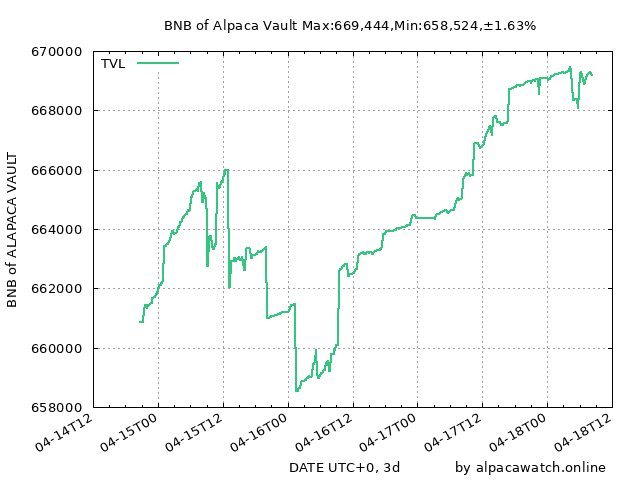 BNB of Alpaca Vault Max:669,444,Min:658,524,±1.63%
TVL
670000
668000
666000
664000
662000
660000
658000
BNB of ALAPACA VAULT
04-14T12
04-15T00
04-15T12
04-16T00
04-16T12
04-17T00
04-17T12
04-18T00
04-18T12
DATE UTC+0, 3d
by alpacawatch.online